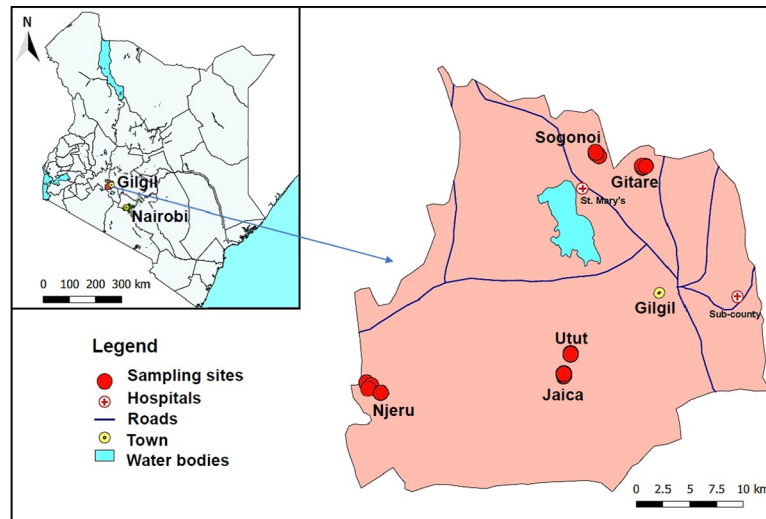 N
Gilgil
Nairobi
0 100 200 300 km
Legend
Sampling sites
Hospitals
Roads
Town
Water bodies
Sogonoi
Gitare
St. Mary's
Gilgil
Sub-county
Utut
Jaica
Njeru
0 2.5 5 7.5 10 km